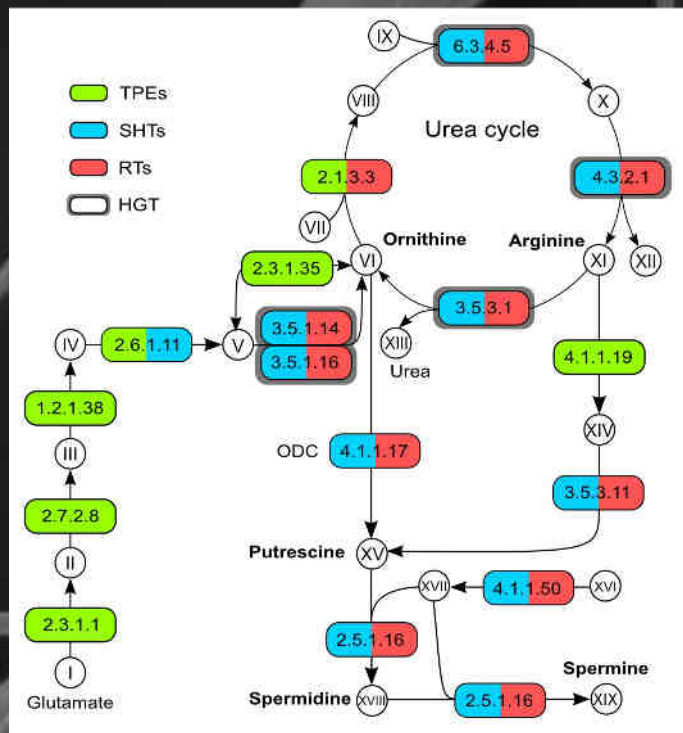 IX
6.3.4.5
TPEs
VIII
X
SHTs
Urea cycle
RTs
2.1.3.3
4.3.2.1
HGT
VII
Ornithine
Arginine
2.3.1.35
VI
XI
XII
3.5.1.14
3.5.3.1
IV
2.6.1.11
V
XIII
3.5.1.16
Urea
4.1.1.19
1.2.1.38
XIV
ODC
4.1.1.17
III
3.5.3.11
2.7.2.8
Putrescine
XV
II
XVII
4.1.1.50
XVI
2.3.1.1
2.5.1.16
Spermine
I
Spermidine
XVIII
2.5.1.16
XIX
Glutamate